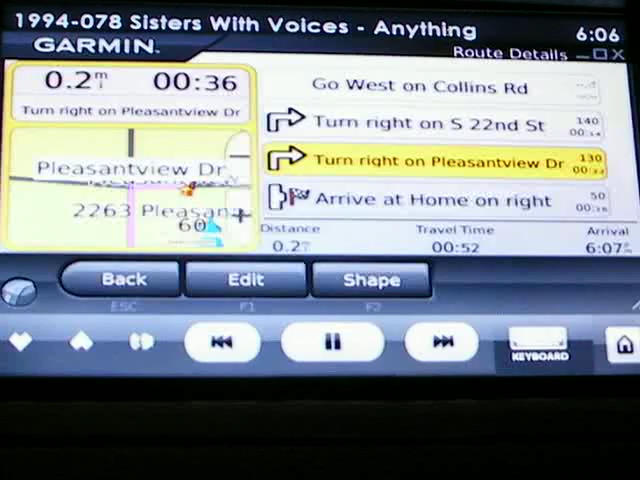 1994-078 Sisters With Voices - Anything
6:06
GARMIN
Route Details
0.2 mi 00:36
Turn right on Pleasantview Dr
Pleasantview Dr
2263 Pleasan
60
Go West on Collins Rd
Turn right on S 22nd St 140
Turn right on Pleasantview Dr 130
Arrive at Home on right 50
Distance Travel Time Arrival
0.2 00:52 6:07
Back Edit Shape
ESC F1 F2
KEYBOARD